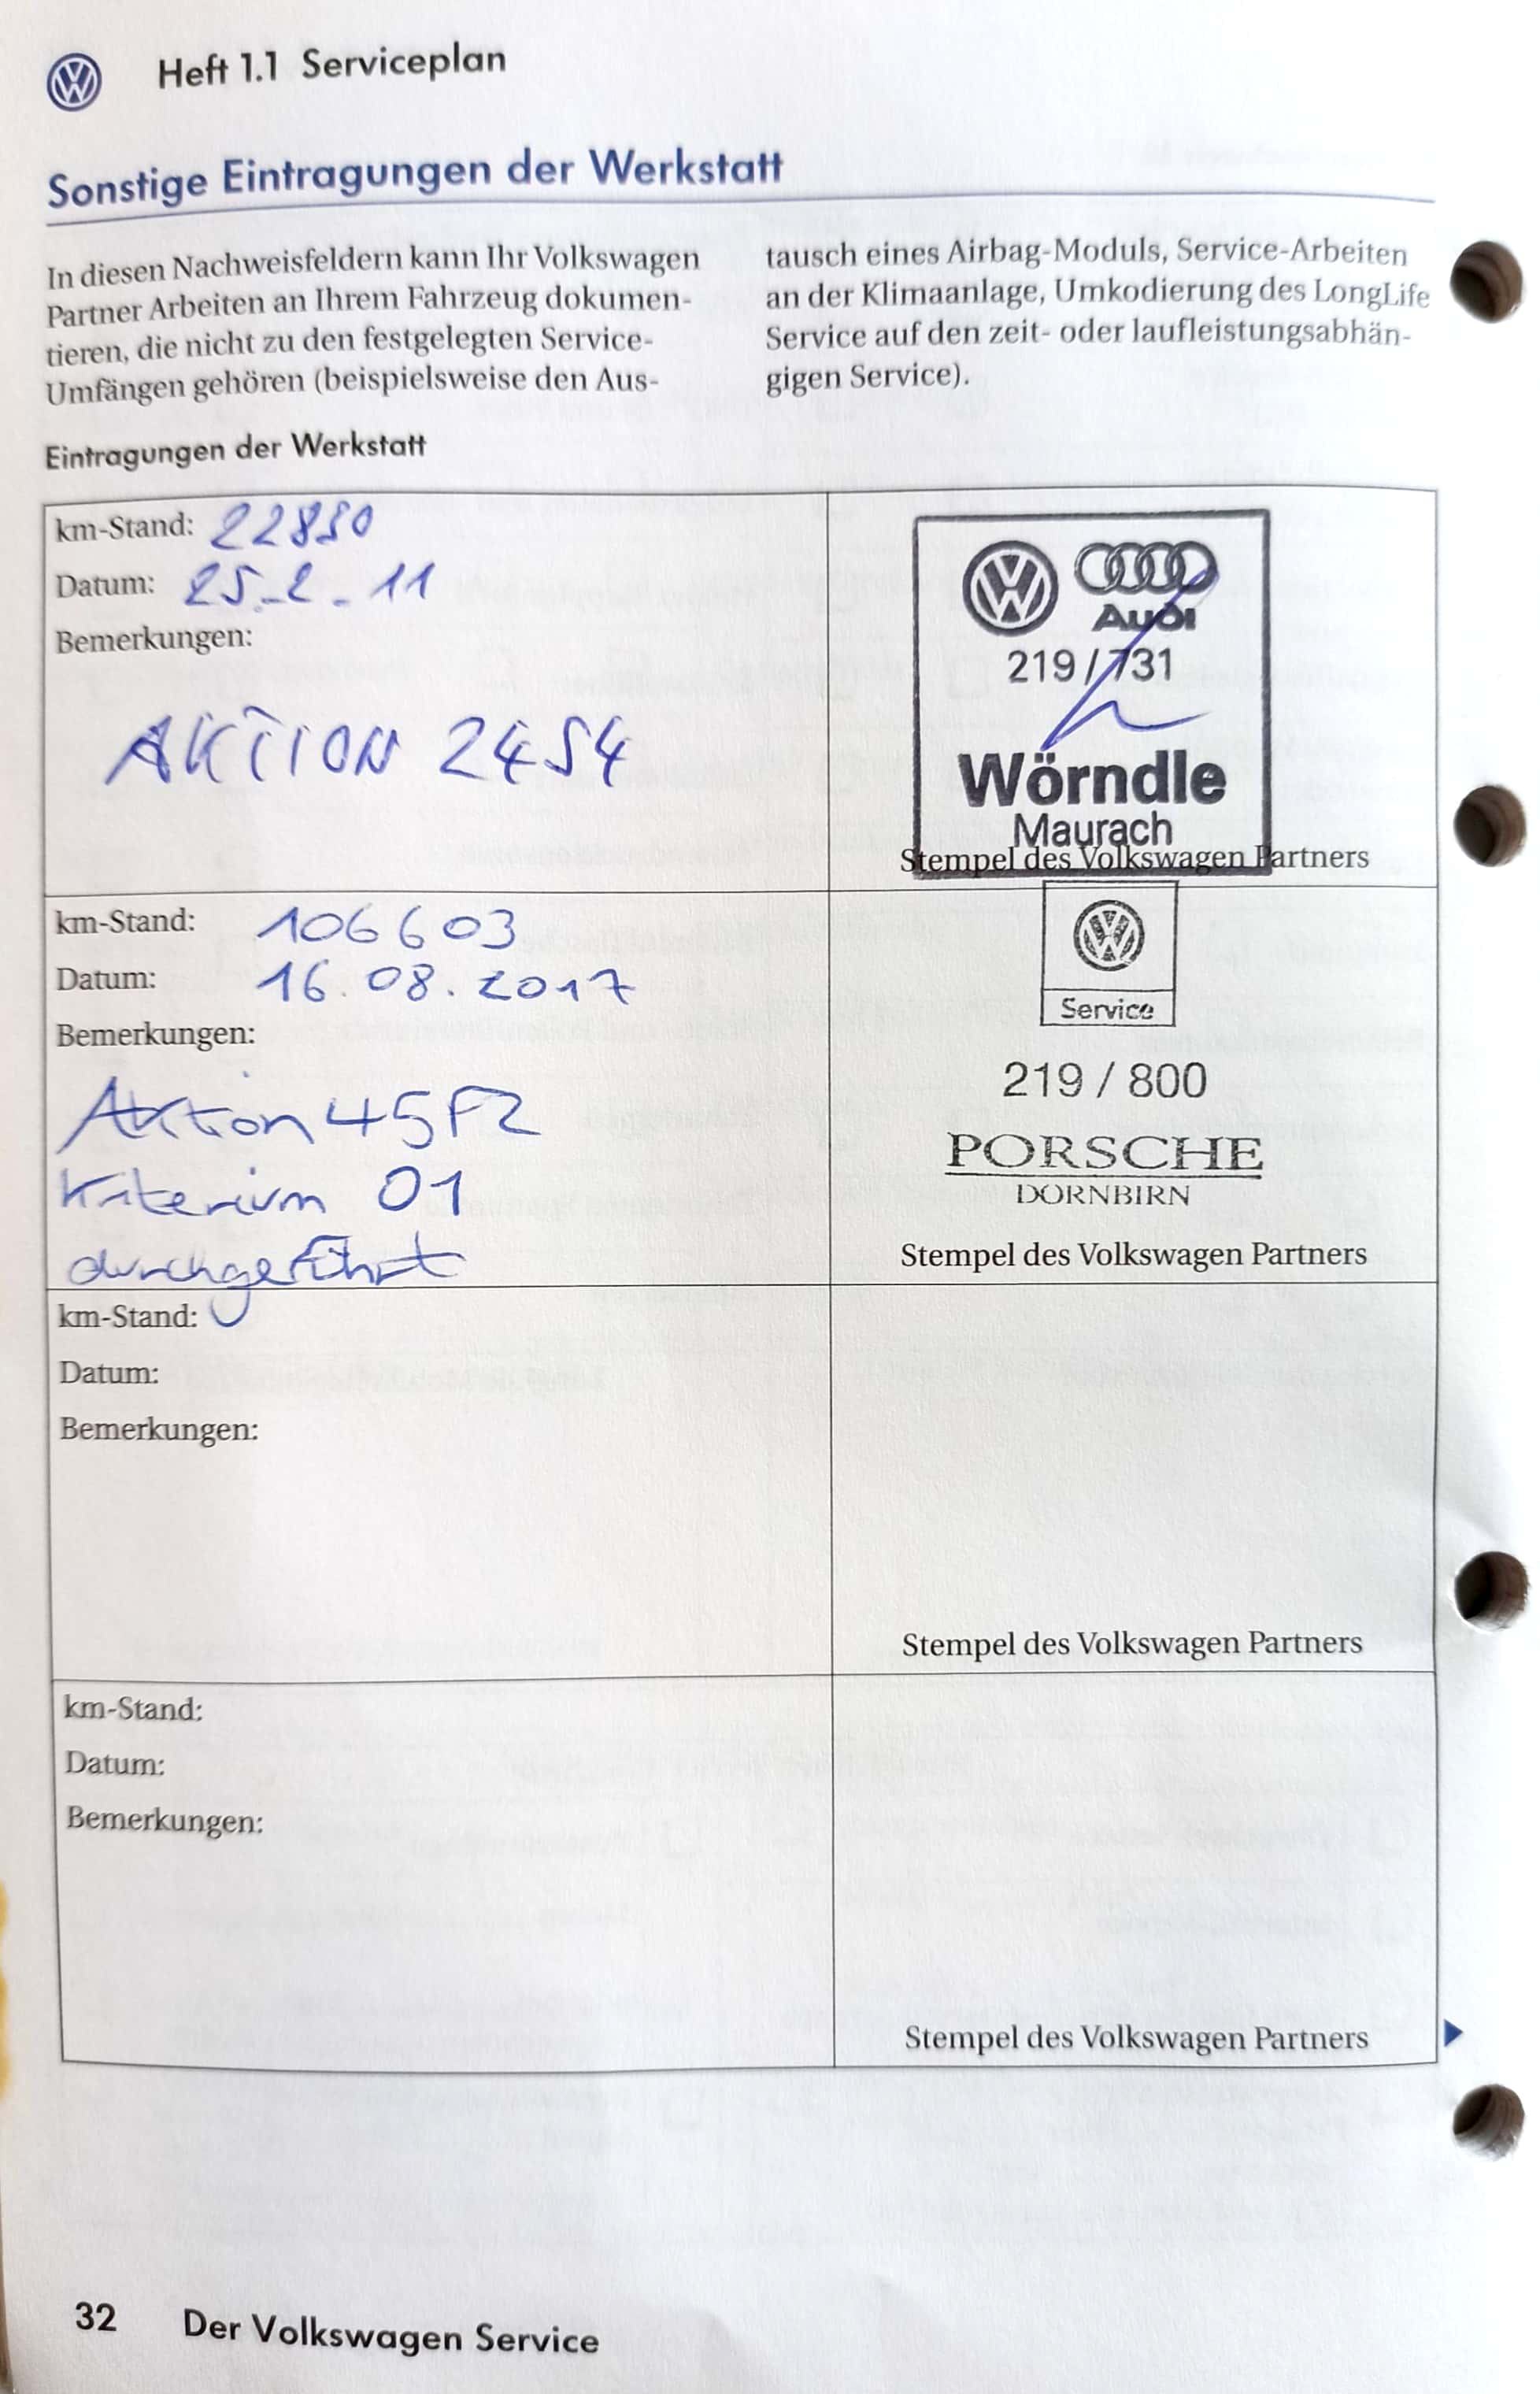 Heft 1.1 Serviceplan
Sonstige Eintragungen der Werkstatt
In diesen Nachweisfeldern kann Ihr Volkswagen
Partner Arbeiten an Ihrem Fahrzeug dokumen-
tieren, die nicht zu den festgelegten Service-
Umfängen gehören (beispielsweise den Aus-
tausch eines Airbag-Moduls, Service-Arbeiten
an der Klimaanlage, Umkodierung des LongLife
Service auf den zeit- oder laufleistungsabhän-
gigen Service).
Eintragungen der Werkstatt
km-Stand: 22850
Datum: 25.2.11
Bemerkungen:
AKTION 24S4
Audi
219/731
Wörndle
Maurach
Stempel des Volkswagen Partners
km-Stand: 106603
Datum: 16.08.2017
Bemerkungen:
Aktion 45F2
Kriterium 01
durchgeführt
Service
219 / 800
PORSCHE
DORNBIRN
Stempel des Volkswagen Partners
km-Stand:
Datum:
Bemerkungen:
Stempel des Volkswagen Partners
km-Stand:
Datum:
Bemerkungen:
Stempel des Volkswagen Partners
32 Der Volkswagen Service